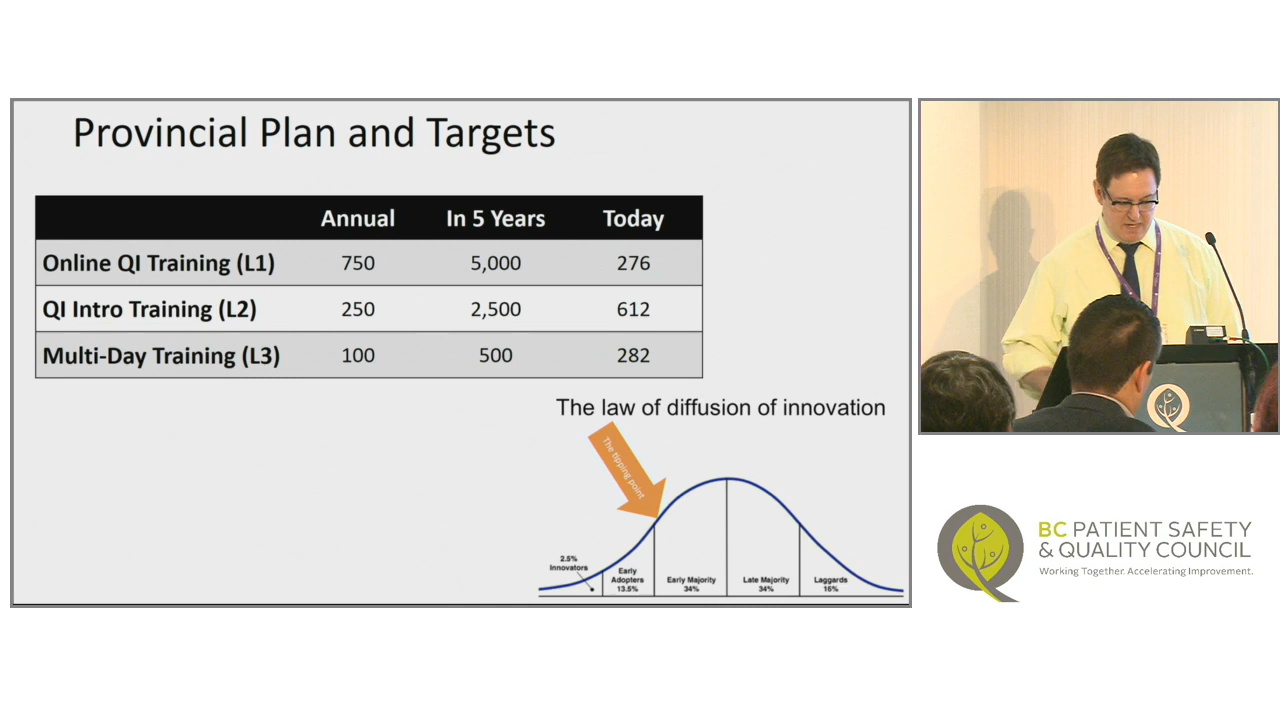 Provincial Plan and Targets
Annual In 5 Years Today
Online QI Training (L1) 750 5,000 276
QI Intro Training (L2) 250 2,500 612
Multi-Day Training (L3) 100 500 282
The law of diffusion of innovation
The tipping point
2.5%
Innovators
Early
Adopters
13.5%
Early Majority
34%
Late Majority
34%
Laggards
16%
BC PATIENT SAFETY
& QUALITY COUNCIL
Working Together. Accelerating Improvement.